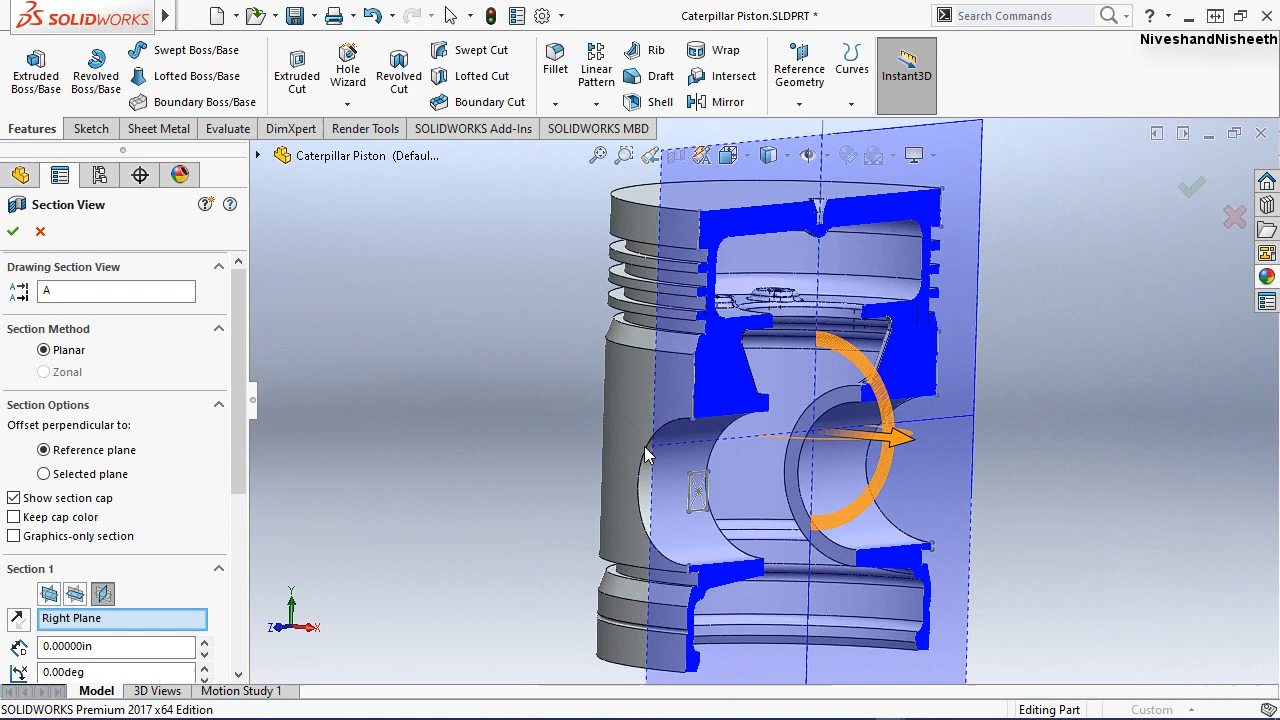 SOLIDWORKS
Caterpillar Piston.SLDPRT
Search Commands
NiveshandNisheeth
Extruded Boss/Base
Revolved Boss/Base
Swept Boss/Base
Lofted Boss/Base
Boundary Boss/Base
Extruded Cut
Hole Wizard
Revolved Cut
Swept Cut
Lofted Cut
Boundary Cut
Fillet
Linear Pattern
Rib
Draft
Shell
Wrap
Intersect
Mirror
Reference Geometry
Curves
Instant3D
Features
Sketch
Sheet Metal
Evaluate
DimXpert
Render Tools
SOLIDWORKS Add-Ins
SOLIDWORKS MBD
Caterpillar Piston (Defaul...
Section View
Drawing Section View
A
Section Method
Planar
Zonal
Section Options
Offset perpendicular to:
Reference plane
Selected plane
Show section cap
Keep cap color
Graphics-only section
Section 1
Right Plane
0.00000in
0.00deg
Y
Z
X
Model
3D Views
Motion Study 1
SOLIDWORKS Premium 2017 x64 Edition
Editing Part
Custom